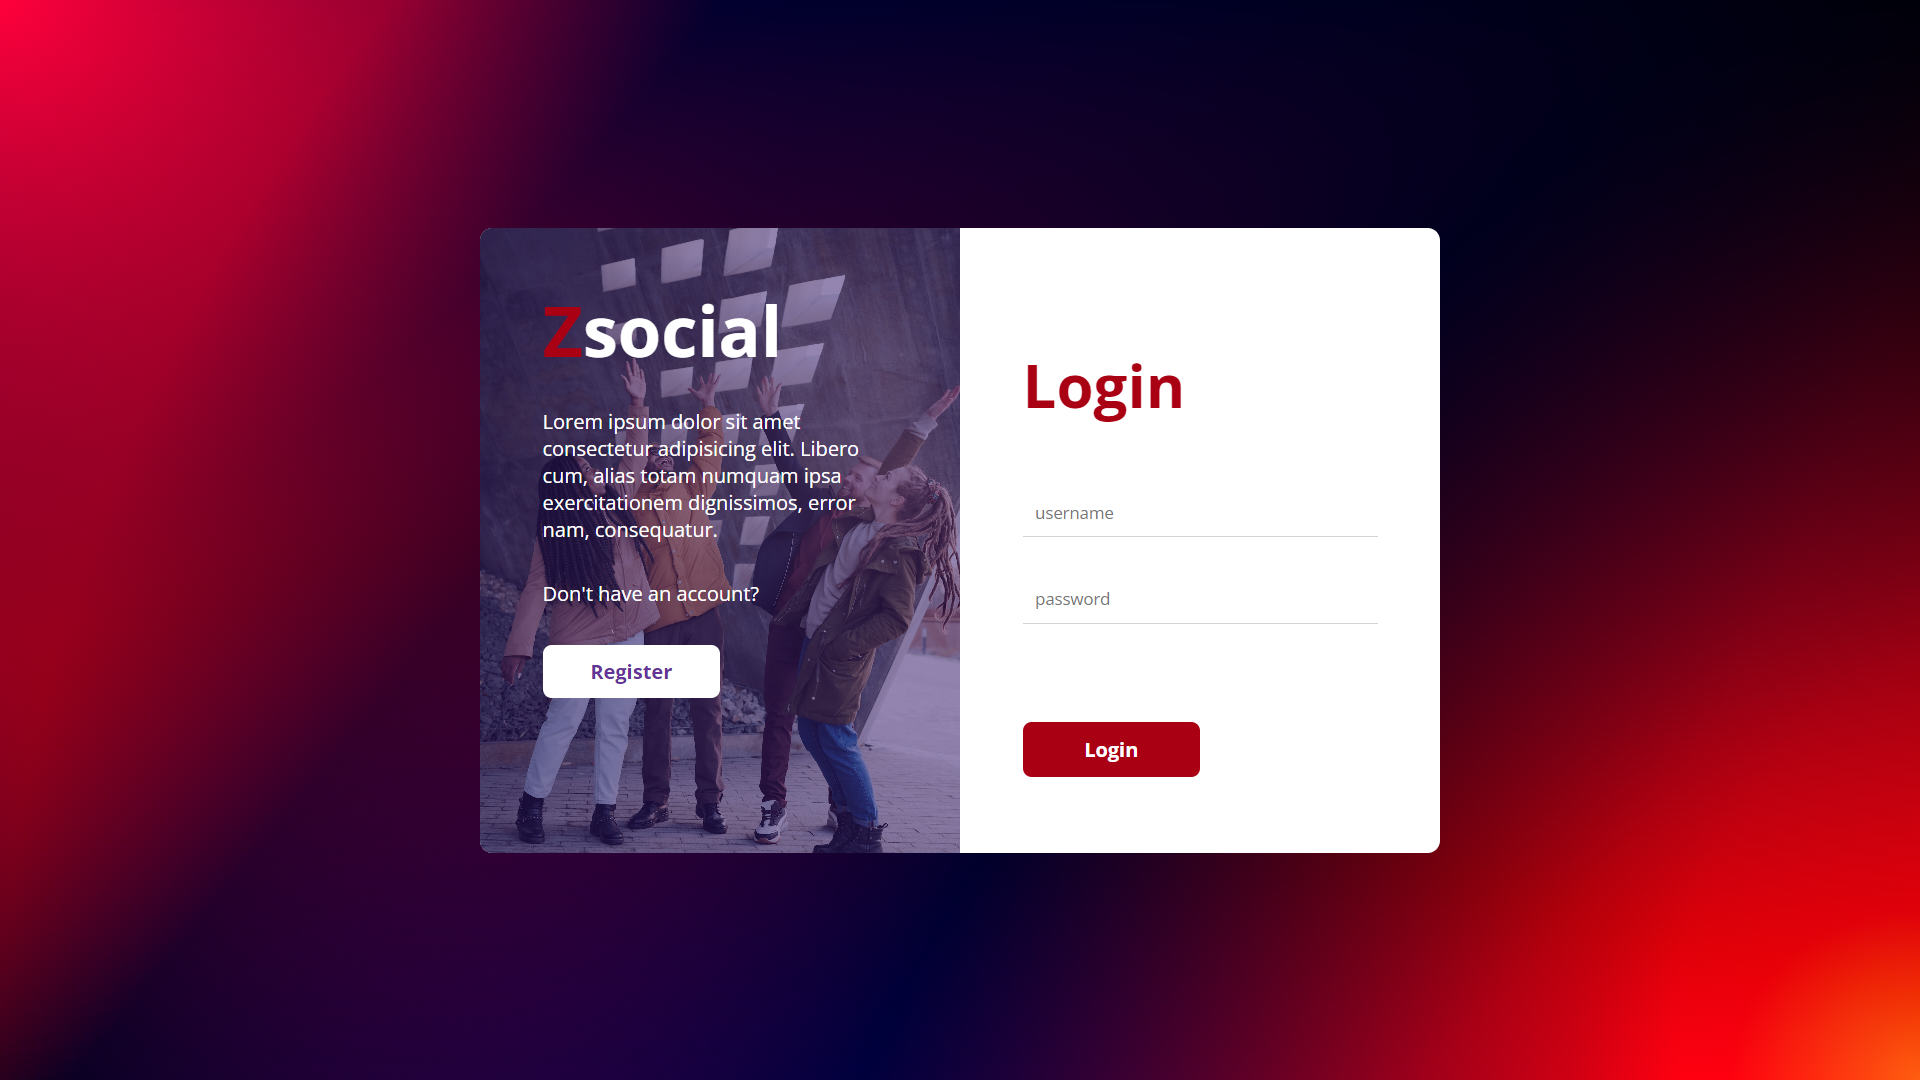 Zsocial
Lorem ipsum dolor sit amet
consectetur adipisicing elit. Libero
cum, alias totam numquam ipsa
exercitationem dignissimos, error
nam, consequatur.
Don't have an account?
Register
Login
username
password
Login